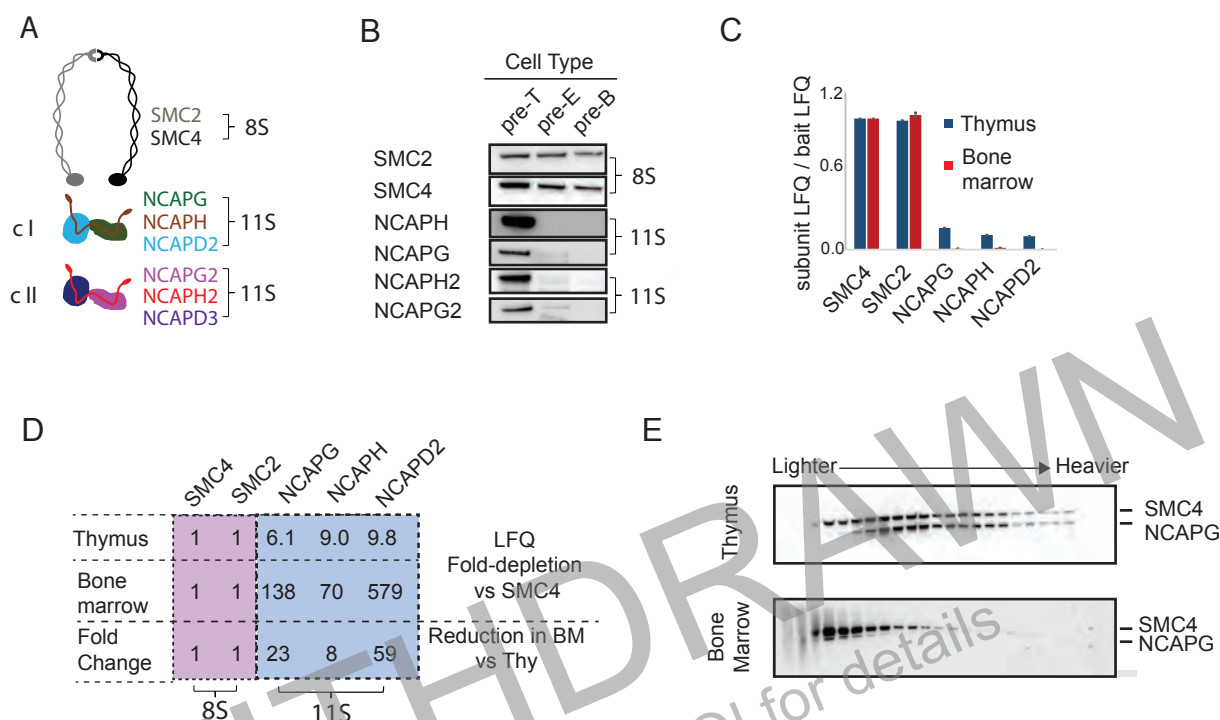 A
SMC2
SMC4
8S
c I
NCAPG
NCAPH
NCAPD2
11S
c II
NCAPG2
NCAPH2
NCAPD3
11S
B
Cell Type
pre-T pre-E pre-B
SMC2
SMC4
8S
NCAPH
NCAPG
11S
NCAPH2
NCAPG2
11S
C
subunit LFQ / bait LFQ
1.2
0.6
0.0
Thymus
Bone
marrow
SMC4 SMC2 NCAPG NCAPH NCAPD2
D
SMC4 SMC2 NCAPG NCAPH NCAPD2
Thymus 1 1 6.1 9.0 9.8
Bone
marrow 1 1 138 70 579
Fold
Change 1 1 23 8 59
LFQ
Fold-depletion
vs SMC4
Reduction in BM
vs Thy
8S 11S
E
Lighter Heavier
Thymus
SMC4
NCAPG
Bone
Marrow
SMC4
NCAPG
THDRAWN
for details